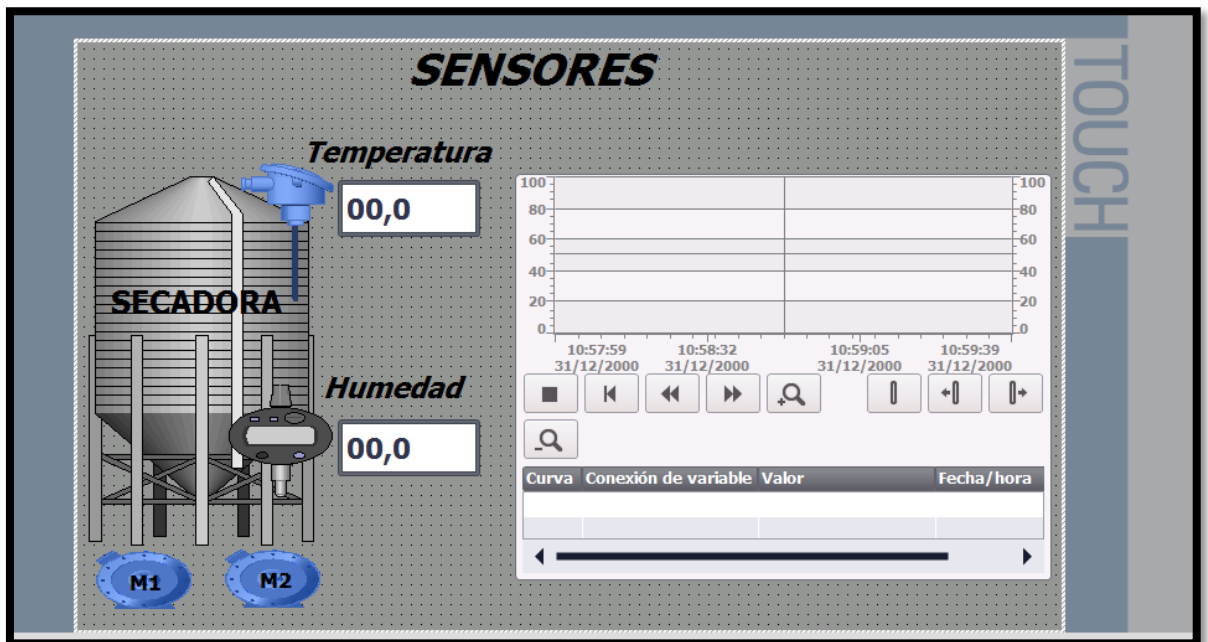 SENSORES
TOUCH
Temperatura
00,0
SECADORA
Humedad
00,0
M1
M2
100 100
80 80
60 60
40 40
20 20
0 0
10:57:59 10:58:32 10:59:05 10:59:39
31/12/2000 31/12/2000 31/12/2000 31/12/2000
Curva Conexión de variable Valor Fecha/hora